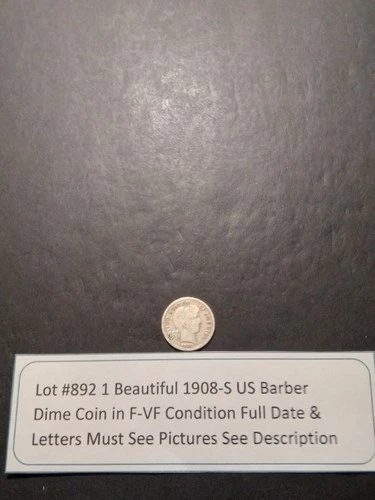 Lot #892 1 Beautiful 1908-S US Barber
Dime Coin in F-VF Condition Full Date &
Letters Must See Pictures See Description